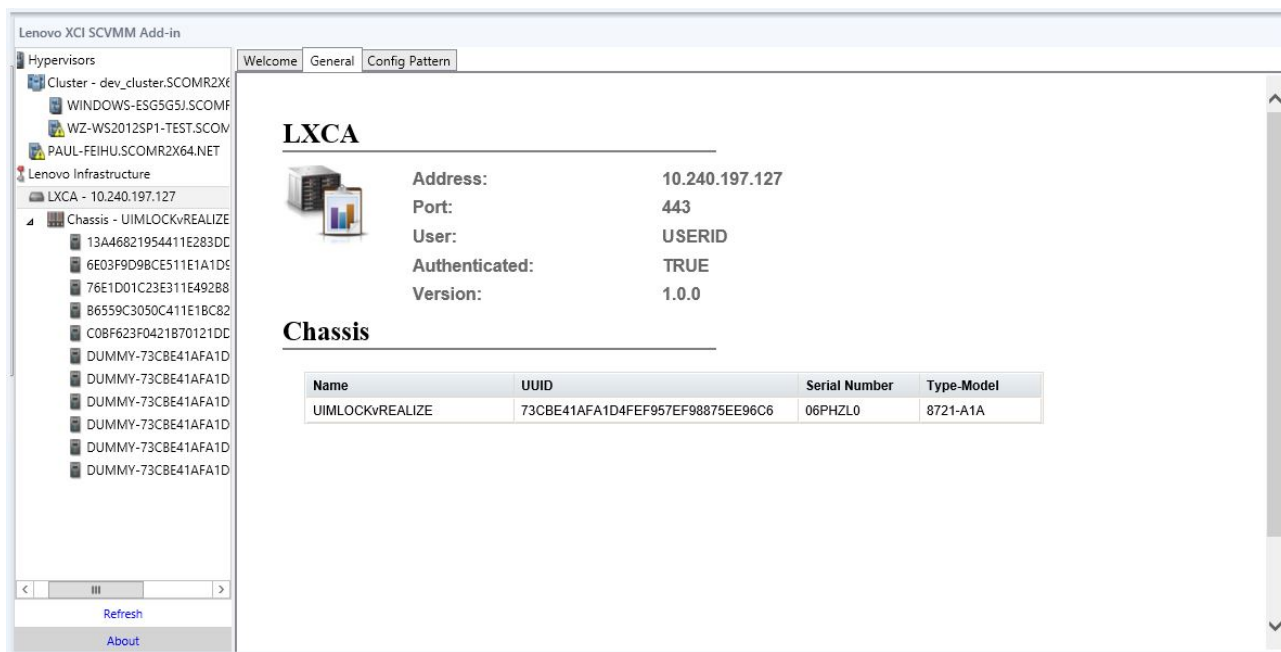 Lenovo XCI SCVMM Add-in
Hypervisors
Cluster - dev_cluster.SCOMR2X6
WINDOWS-ESG5G5J.SCOMF
WZ-WS2012SP1-TEST.SCOM
PAUL-FEIHU.SCOMR2X64.NET
Lenovo Infrastructure
LXCA - 10.240.197.127
Chassis - UIMLOCKvREALIZE
13A46821954411E283DD
6E03F9D9BCE511E1A1D9
76E1D01C23E311E492B8
B6559C3050C411E1BC82
C0BF623F0421B70121DD
DUMMY-73CBE41AFA1D
DUMMY-73CBE41AFA1D
DUMMY-73CBE41AFA1D
DUMMY-73CBE41AFA1D
DUMMY-73CBE41AFA1D
DUMMY-73CBE41AFA1D
Refresh
About
Welcome General Config Pattern
LXCA
Address: 10.240.197.127
Port: 443
User: USERID
Authenticated: TRUE
Version: 1.0.0
Chassis
Name UUID Serial Number Type-Model
UIMLOCKvREALIZE 73CBE41AFA1D4FEF957EF98875EE96C6 06PHZL0 8721-A1A